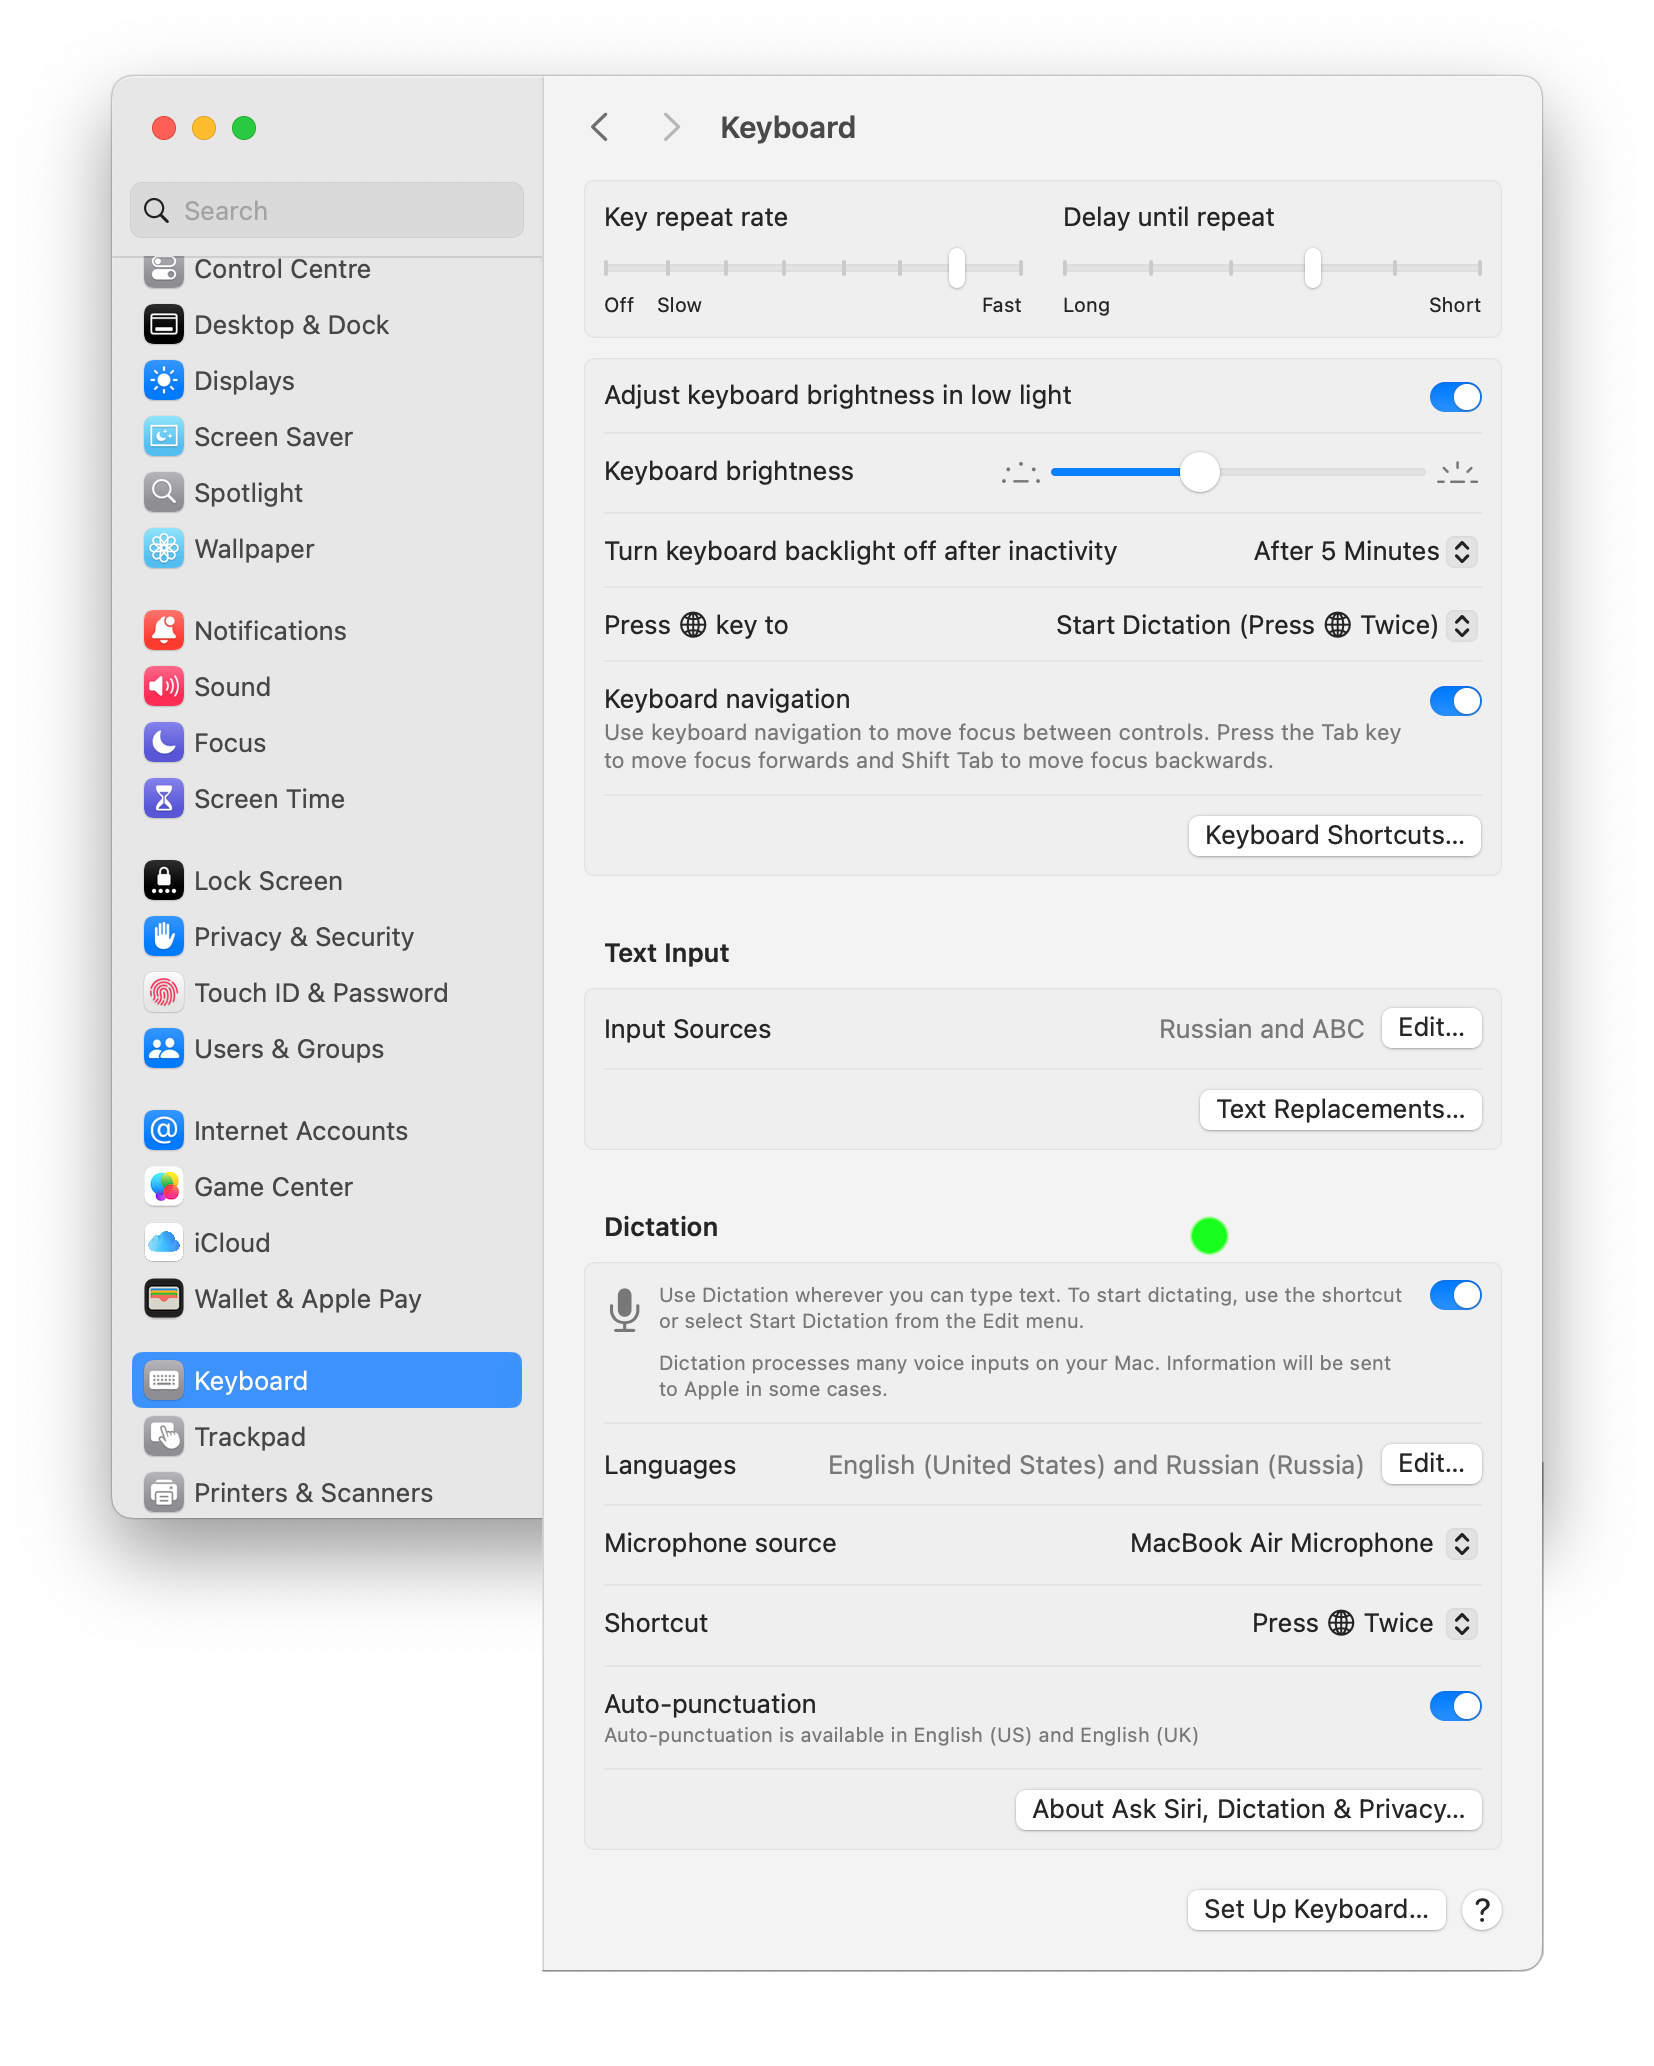 Search
Control Centre
Desktop & Dock
Displays
Screen Saver
Spotlight
Wallpaper
Notifications
Sound
Focus
Screen Time
Lock Screen
Privacy & Security
Touch ID & Password
Users & Groups
Internet Accounts
Game Center
iCloud
Wallet & Apple Pay
Keyboard
Trackpad
Printers & Scanners
Keyboard
Key repeat rate
Off Slow Fast
Delay until repeat
Long Short
Adjust keyboard brightness in low light
Keyboard brightness
Turn keyboard backlight off after inactivity After 5 Minutes
Press key to Start Dictation (Press Twice)
Keyboard navigation
Use keyboard navigation to move focus between controls. Press the Tab key
to move focus forwards and Shift Tab to move focus backwards.
Keyboard Shortcuts...
Text Input
Input Sources Russian and ABC Edit...
Text Replacements...
Dictation
Use Dictation wherever you can type text. To start dictating, use the shortcut
or select Start Dictation from the Edit menu.
Dictation processes many voice inputs on your Mac. Information will be sent
to Apple in some cases.
Languages English (United States) and Russian (Russia) Edit...
Microphone source MacBook Air Microphone
Shortcut Press Twice
Auto-punctuation
Auto-punctuation is available in English (US) and English (UK)
About Ask Siri, Dictation & Privacy...
Set Up Keyboard... ?